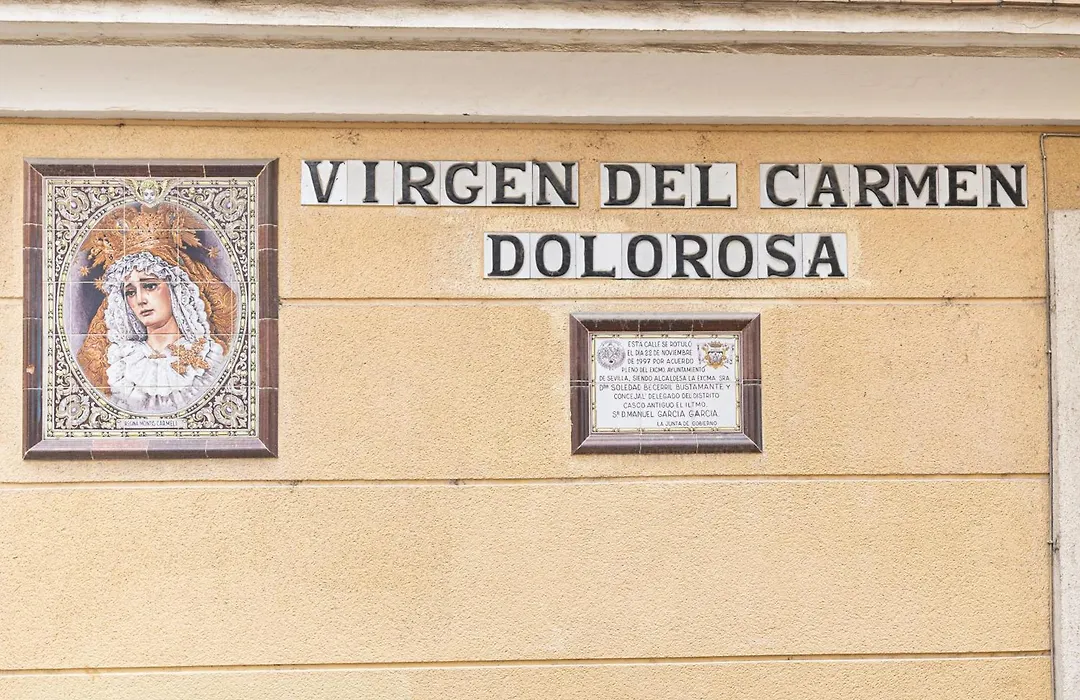 VIRGEN DEL CARMEN
DOLOROSA
REGINA MONTIS CARMELI
ESTA CALLE SE ROTULÓ
EL DIA 22 DE NOVIEMBRE
DE 1997 POR ACUERDO
PLENO DEL EXCMO. AYUNTAMIENTO
DE SEVILLA, SIENDO ALCALDESA LA EXCMA. SRA.
Dña SOLEDAD BECERRIL BUSTAMANTE Y
CONCEJAL DELEGADO DEL DISTRITO
CASCO ANTIGUO EL ILTMO.
Sr D. MANUEL GARCIA GARCIA.
LA JUNTA DE GOBIERNO